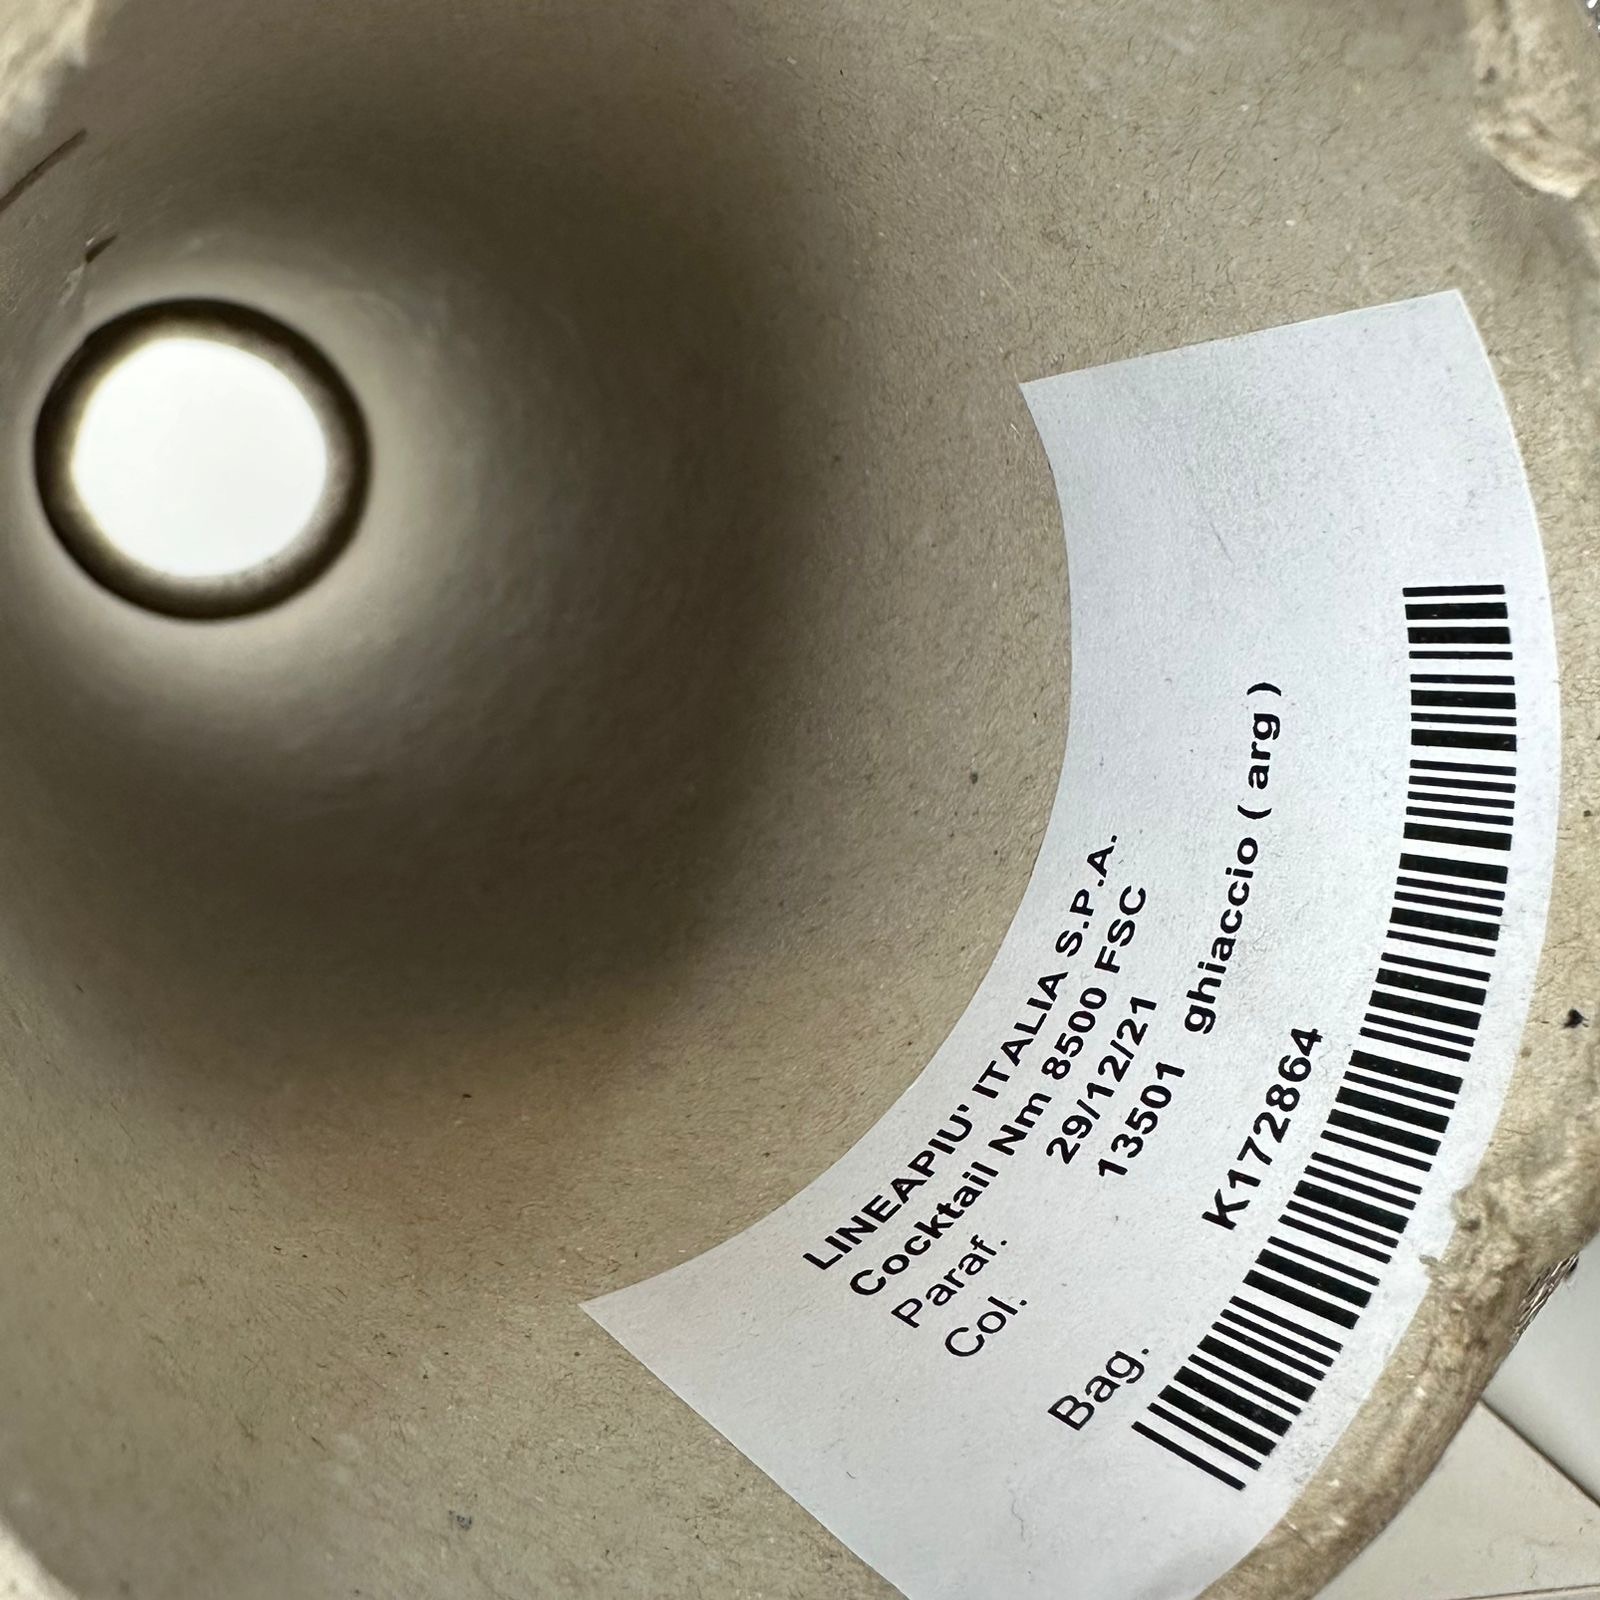 LINEAPIU' ITALIA S.P.A.
Cocktail Nm 8500 FSC
Paraf. 29/12/21
Col. 13501 ghiaccio ( arg )
Bag. K172864